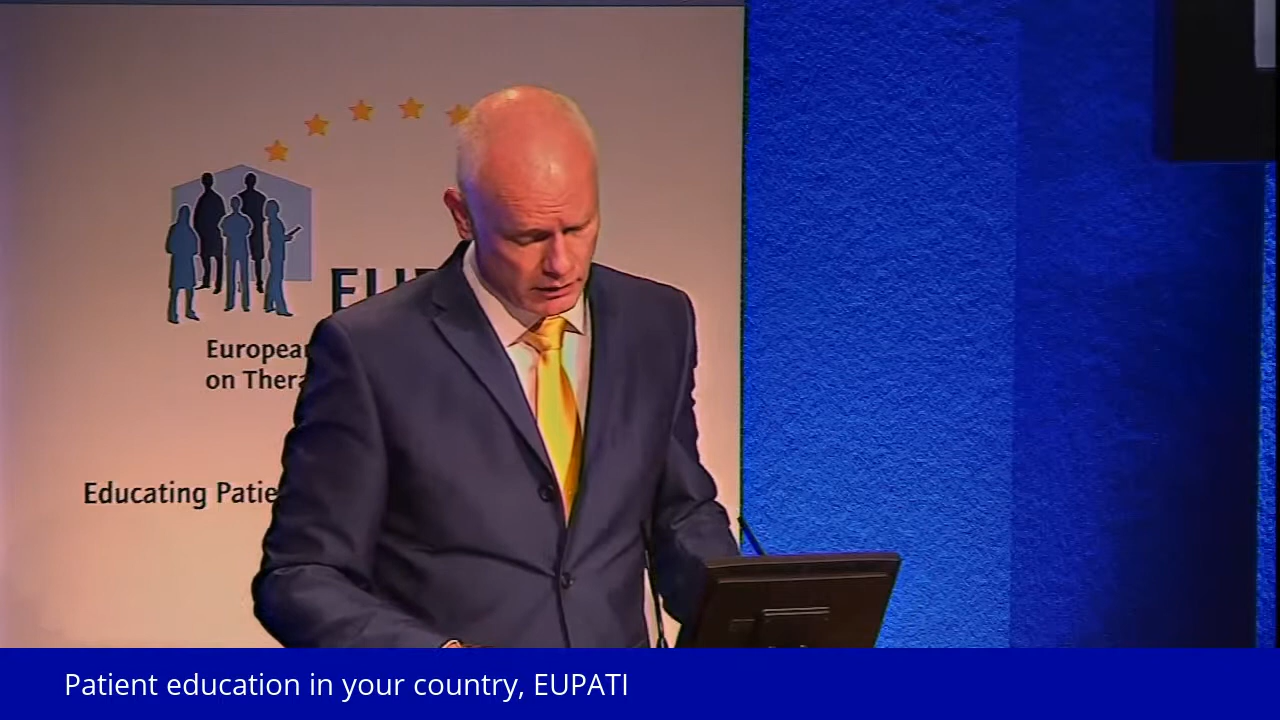 European
on Thera
Educating Patie
Patient education in your country, EUPATI